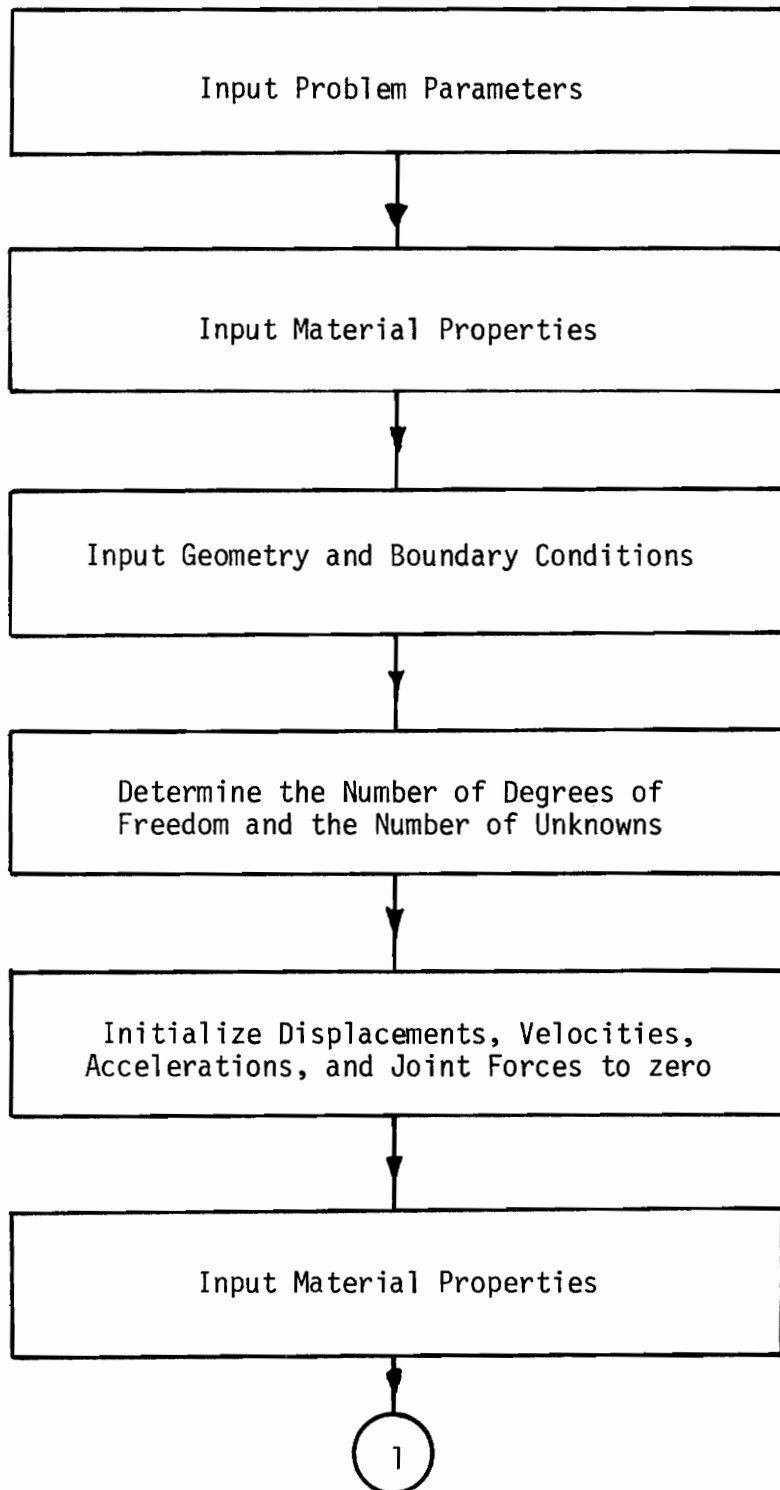 Input Problem Parameters
Input Material Properties
Input Geometry and Boundary Conditions
Determine the Number of Degrees of
Freedom and the Number of Unknowns
Initialize Displacements, Velocities,
Accelerations, and Joint Forces to zero
Input Material Properties
1